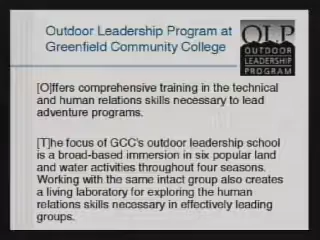 Outdoor Leadership Program at
Greenfield Community College
OLP
OUTDOOR
LEADERSHIP
PROGRAM
[O]ffers comprehensive training in the technical
and human relations skills necessary to lead
adventure programs.
[T]he focus of GCC's outdoor leadership school
is a broad-based immersion in six popular land
and water activities throughout four seasons.
Working with the same intact group also creates
a living laboratory for exploring the human
relations skills necessary in effectively leading
groups.